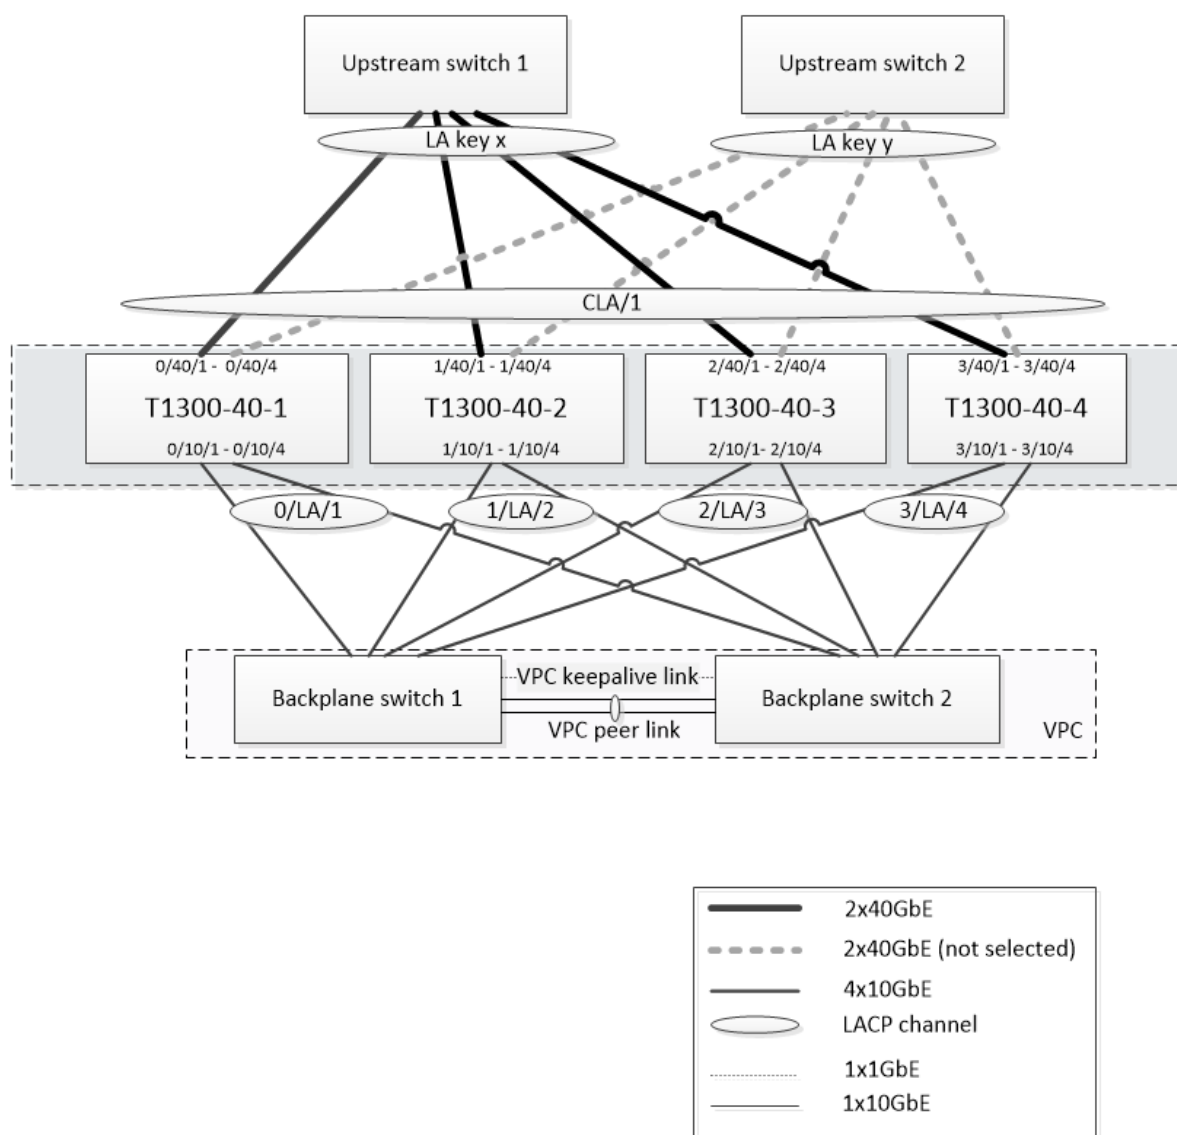 Upstream switch 1
Upstream switch 2
LA key x
LA key y
CLA/1
0/40/1 - 0/40/4
1/40/1 - 1/40/4
2/40/1 - 2/40/4
3/40/1 - 3/40/4
T1300-40-1
T1300-40-2
T1300-40-3
T1300-40-4
0/10/1 - 0/10/4
1/10/1 - 1/10/4
2/10/1- 2/10/4
3/10/1 - 3/10/4
0/LA/1
1/LA/2
2/LA/3
3/LA/4
Backplane switch 1
VPC keepalive link
VPC peer link
Backplane switch 2
VPC
2x40GbE
2x40GbE (not selected)
4x10GbE
LACP channel
1x1GbE
1x10GbE